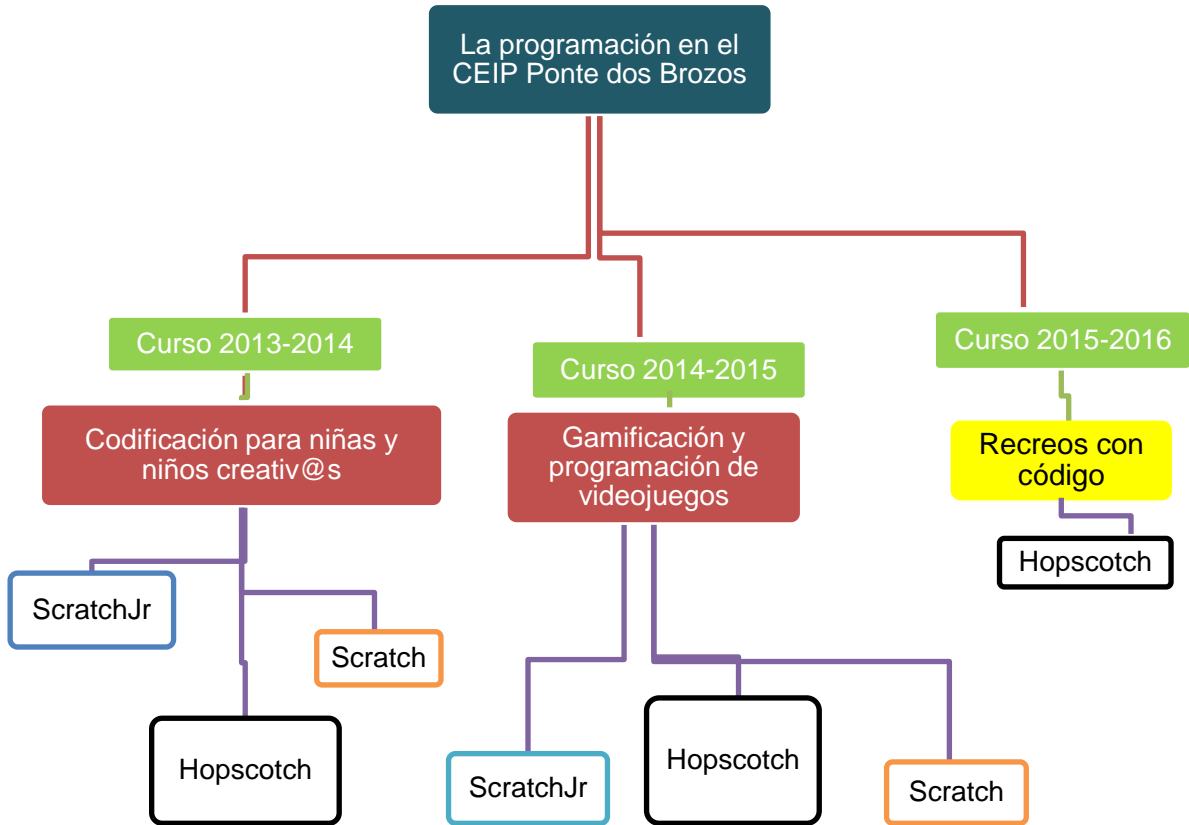 La programación en el
CEIP Ponte dos Brozos
Curso 2013-2014
Codificación para niñas y
niños creativ@s
ScratchJr
Hopscotch
Scratch
Curso 2014-2015
Gamificación y
programación de
videojuegos
ScratchJr
Hopscotch
Scratch
Curso 2015-2016
Recreos con
código
Hopscotch